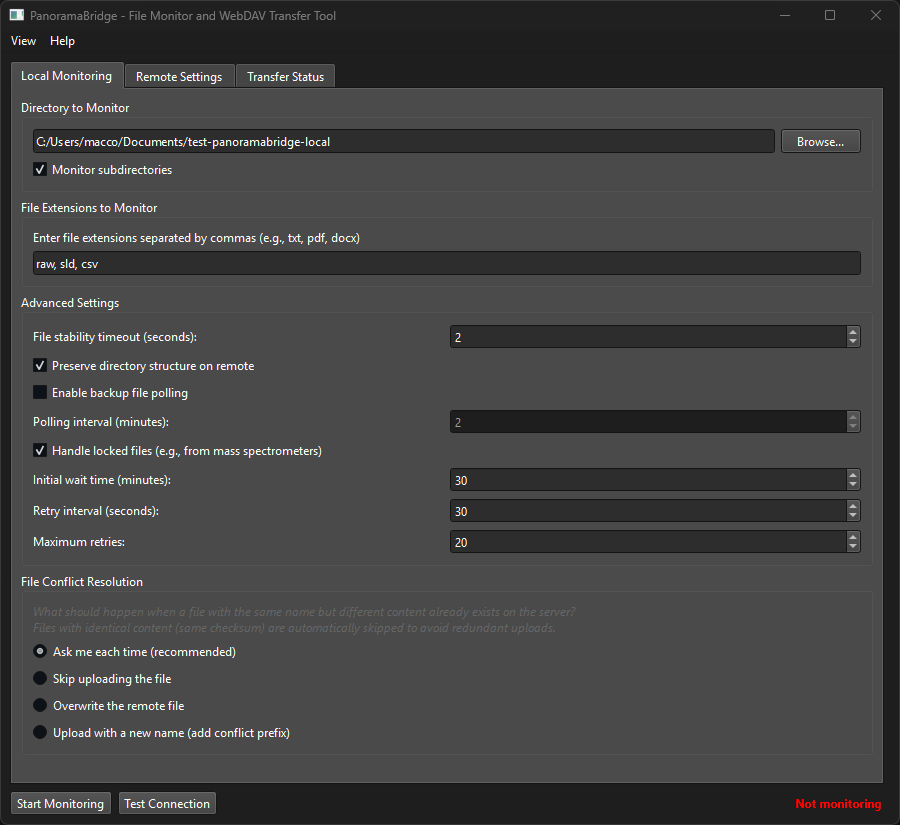 PanoramaBridge - File Monitor and WebDAV Transfer Tool
View Help
Local Monitoring Remote Settings Transfer Status
Directory to Monitor
C:/Users/macco/Documents/test-panoramabridge-local Browse...
Monitor subdirectories
File Extensions to Monitor
Enter file extensions separated by commas (e.g., txt, pdf, docx)
raw, sld, csv
Advanced Settings
File stability timeout (seconds): 2
Preserve directory structure on remote
Enable backup file polling
Polling interval (minutes): 2
Handle locked files (e.g., from mass spectrometers)
Initial wait time (minutes): 30
Retry interval (seconds): 30
Maximum retries: 20
File Conflict Resolution
What should happen when a file with the same name but different content already exists on the server?
Files with identical content (same checksum) are automatically skipped to avoid redundant uploads.
Ask me each time (recommended)
Skip uploading the file
Overwrite the remote file
Upload with a new name (add conflict prefix)
Start Monitoring Test Connection Not monitoring